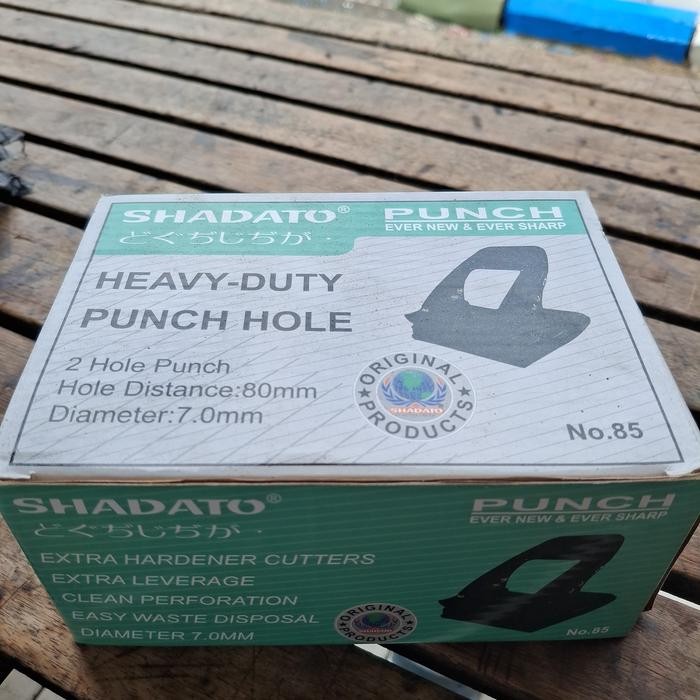 SHADATO®
どぐぢじぢが·
PUNCH
EVER NEW & EVER SHARP
HEAVY-DUTY
PUNCH HOLE
2 Hole Punch
Hole Distance:80mm
Diameter:7.0mm
ORIGINAL
SHADATO
PRODUCTS
No.85
SHADATO®
どぐぢじぢが·
PUNCH
EVER NEW & EVER SHARP
EXTRA HARDENER CUTTERS
EXTRA LEVERAGE
CLEAN PERFORATION
EASY WASTE DISPOSAL
DIAMETER 7.0MM
ORIGINAL
SHADATO
PRODUCTS
No.85